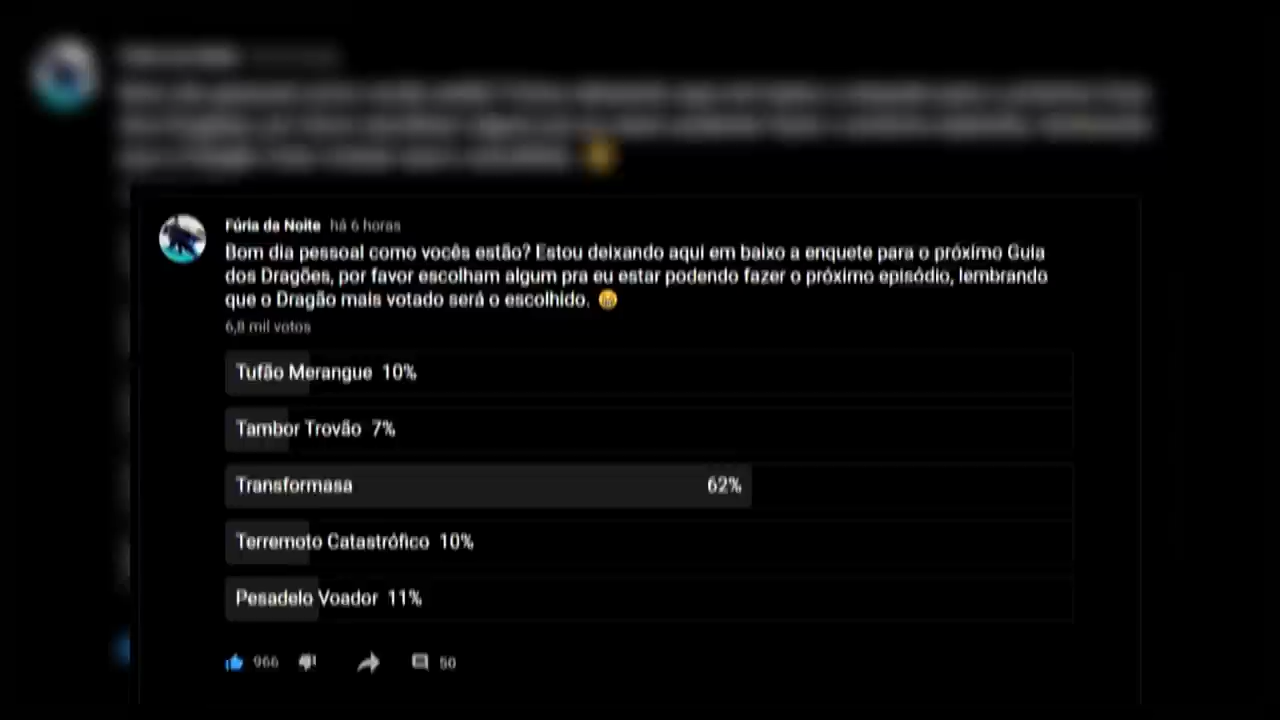 Fúria da Noite há 6 horas
Bom dia pessoal como vocês estão? Estou deixando aqui em baixo a enquete para o próximo Guia
dos Dragões, por favor escolham algum pra eu estar podendo fazer o próximo episódio, lembrando
que o Dragão mais votado será o escolhido.
6,8 mil votos
Tufão Merangue 10%
Tambor Trovão 7%
Transformasa 62%
Terremoto Catastrófico 10%
Pesadelo Voador 11%
966 50